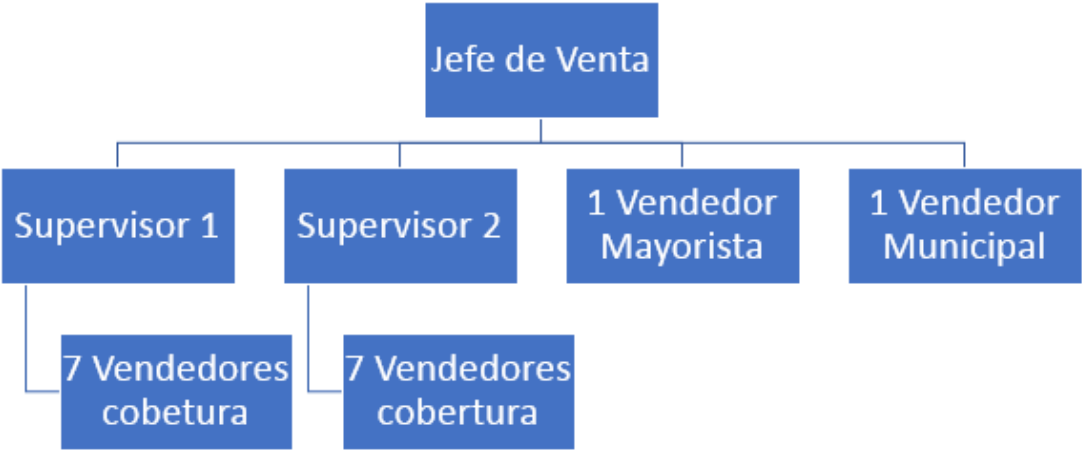 Jefe de Venta
Supervisor 1
Supervisor 2
1 Vendedor
Mayorista
1 Vendedor
Municipal
7 Vendedores
cobetura
7 Vendedores
cobertura